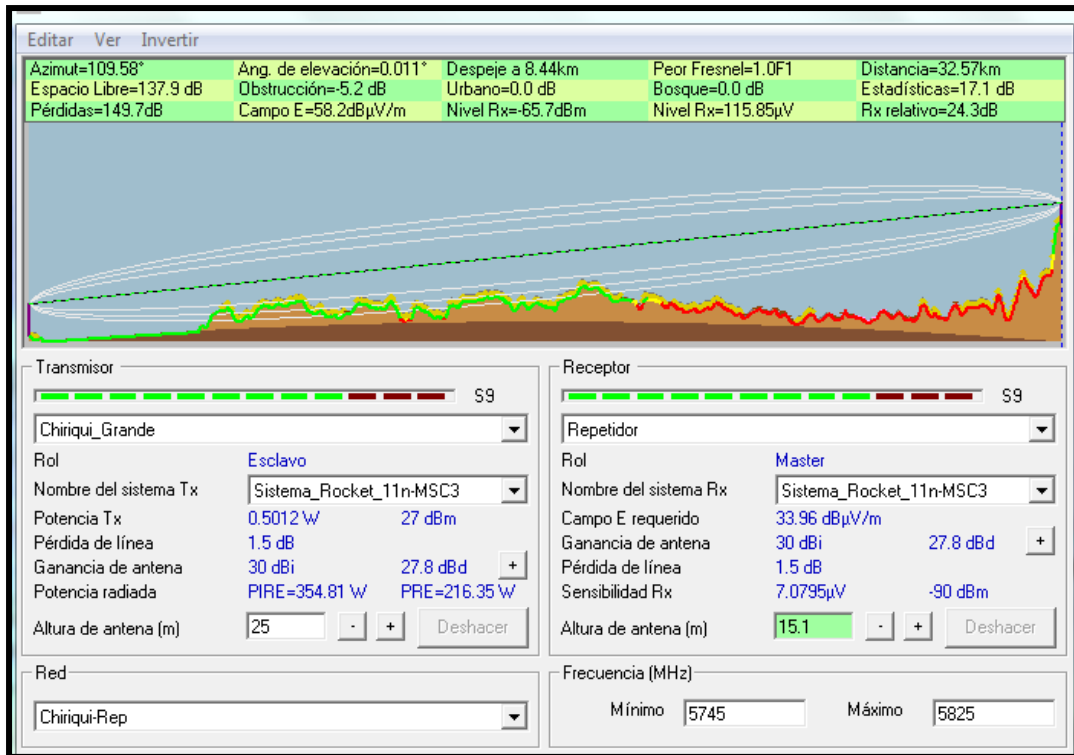 Editar Ver Invertir
Azimut=109.58° Ang. de elevación=0.011° Despeje a 8.44km Peor Fresnel=1.0F1 Distancia=32.57km
Espacio Libre=137.9 dB Obstrucción=-5.2 dB Urbano=0.0 dB Bosque=0.0 dB Estadísticas=17.1 dB
Pérdidas=149.7dB Campo E=58.2dBµV/m Nivel Rx=-65.7dBm Nivel Rx=115.85µV Rx relativo=24.3dB
Transmisor
S9
Chiriqui_Grande
Rol Esclavo
Nombre del sistema Tx Sistema_Rocket_11n-MSC3
Potencia Tx 0.5012 W 27 dBm
Pérdida de línea 1.5 dB
Ganancia de antena 30 dBi 27.8 dBd +
Potencia radiada PIRE=354.81 W PRE=216.35 W
Altura de antena (m) 25 - + Deshacer
Red
Chiriqui-Rep
Receptor
S9
Repetidor
Rol Master
Nombre del sistema Rx Sistema_Rocket_11n-MSC3
Campo E requerido 33.96 dBµV/m
Ganancia de antena 30 dBi 27.8 dBd +
Pérdida de línea 1.5 dB
Sensibilidad Rx 7.0795µV -90 dBm
Altura de antena (m) 15.1 - + Deshacer
Frecuencia (MHz)
Mínimo 5745 Máximo 5825